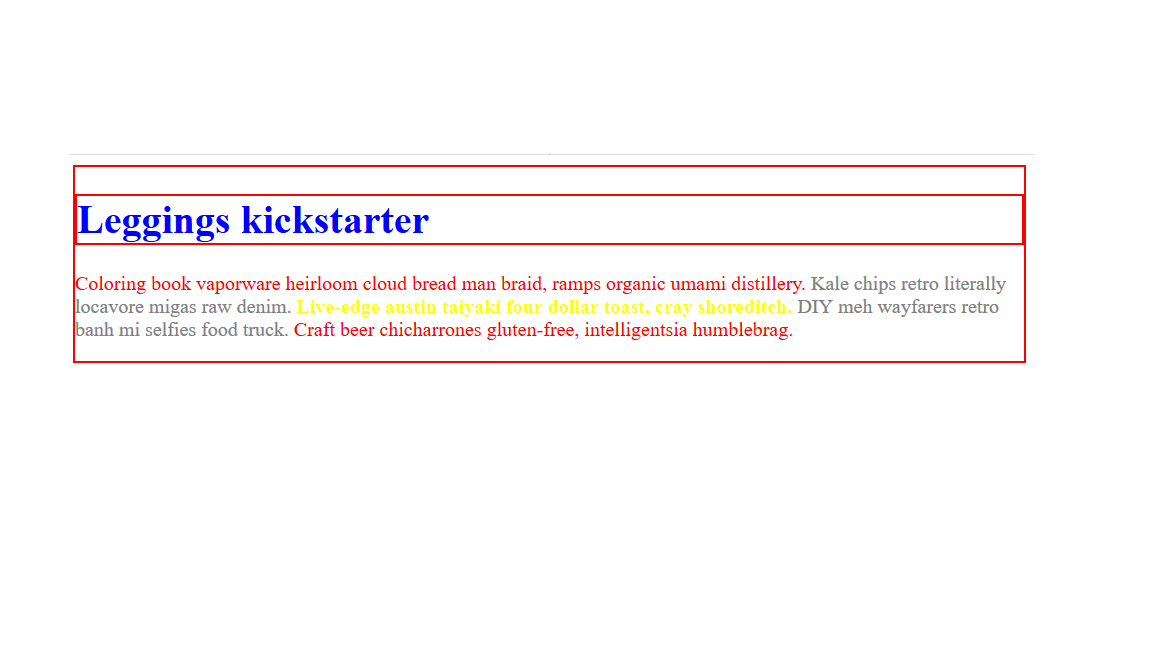 Leggings kickstarter
Coloring book vaporware heirloom cloud bread man braid, ramps organic umami distillery. Kale chips retro literally
locavore migas raw denim. Live-edge austin taiyaki four dollar toast, cray shoreditch. DIY meh wayfarers retro
banh mi selfies food truck. Craft beer chicharrones gluten-free, intelligentsia humblebrag.